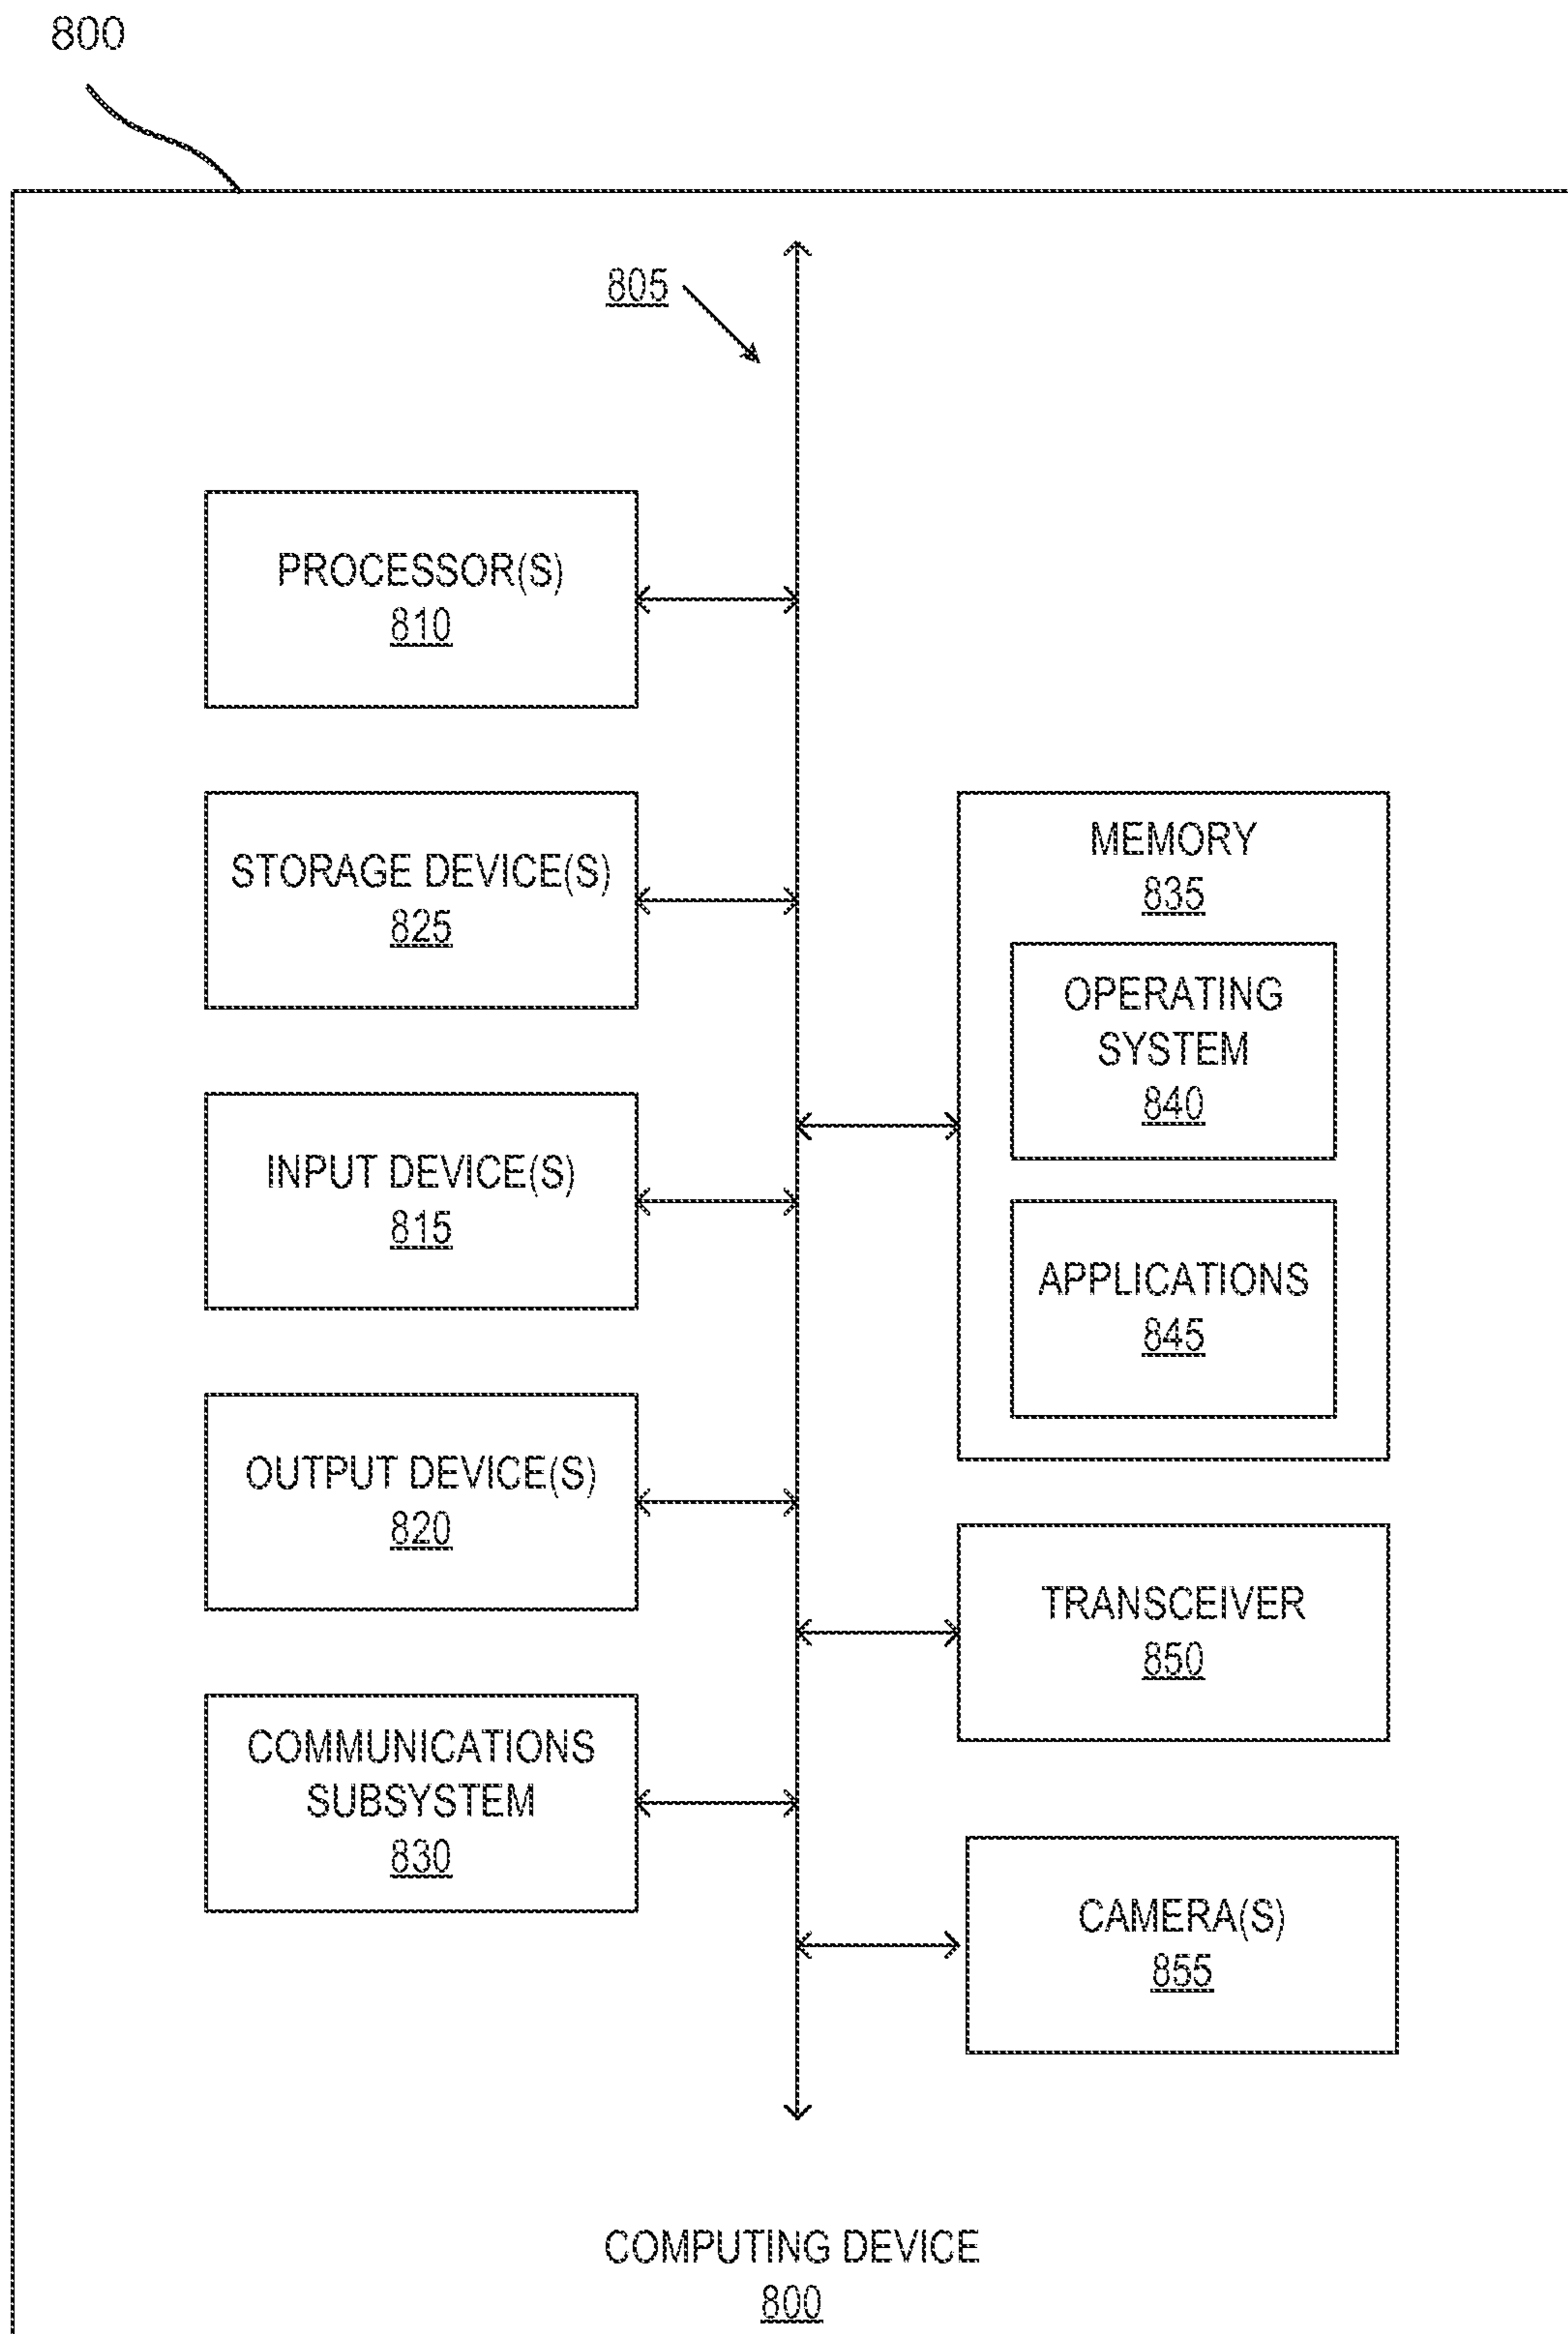 800
805
PROCESSOR(S)
810
STORAGE DEVICE(S)
825
INPUT DEVICE(S)
815
OUTPUT DEVICE(S)
820
COMMUNICATIONS
SUBSYSTEM
830
MEMORY
835
OPERATING
SYSTEM
840
APPLICATIONS
845
TRANSCEIVER
850
CAMERA(S)
855
COMPUTING DEVICE
800